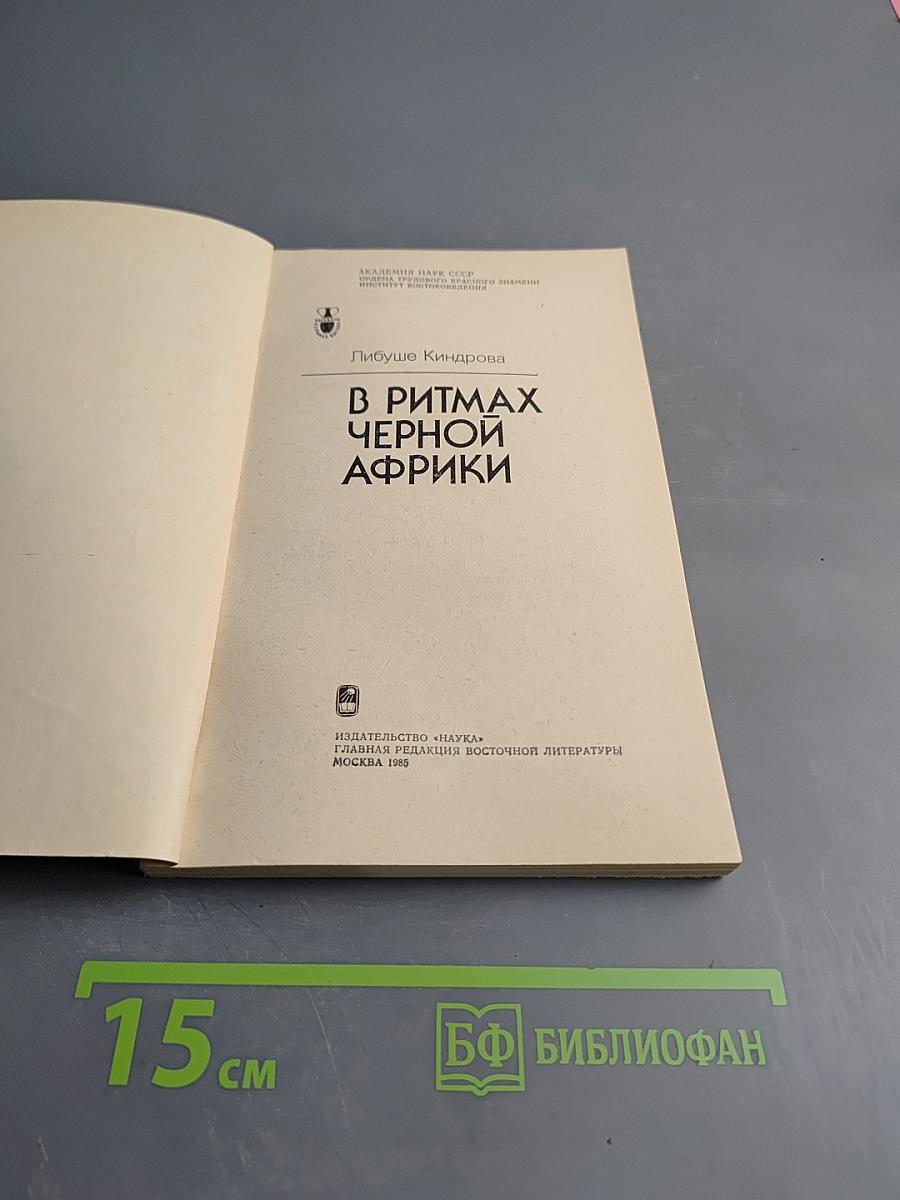 АКАДЕМИЯ НАУК СССР
ОРДЕНА ТРУДОВОГО КРАСНОГО ЗНАМЕНИ
ИНСТИТУТ ВОСТОКОВЕДЕНИЯ
Либуше Киндрова
В РИТМАХ
ЧЕРНОЙ
АФРИКИ
ИЗДАТЕЛЬСТВО «НАУКА»
ГЛАВНАЯ РЕДАКЦИЯ ВОСТОЧНОЙ ЛИТЕРАТУРЫ
МОСКВА 1985
15 см
БФ БИБЛИОФАН